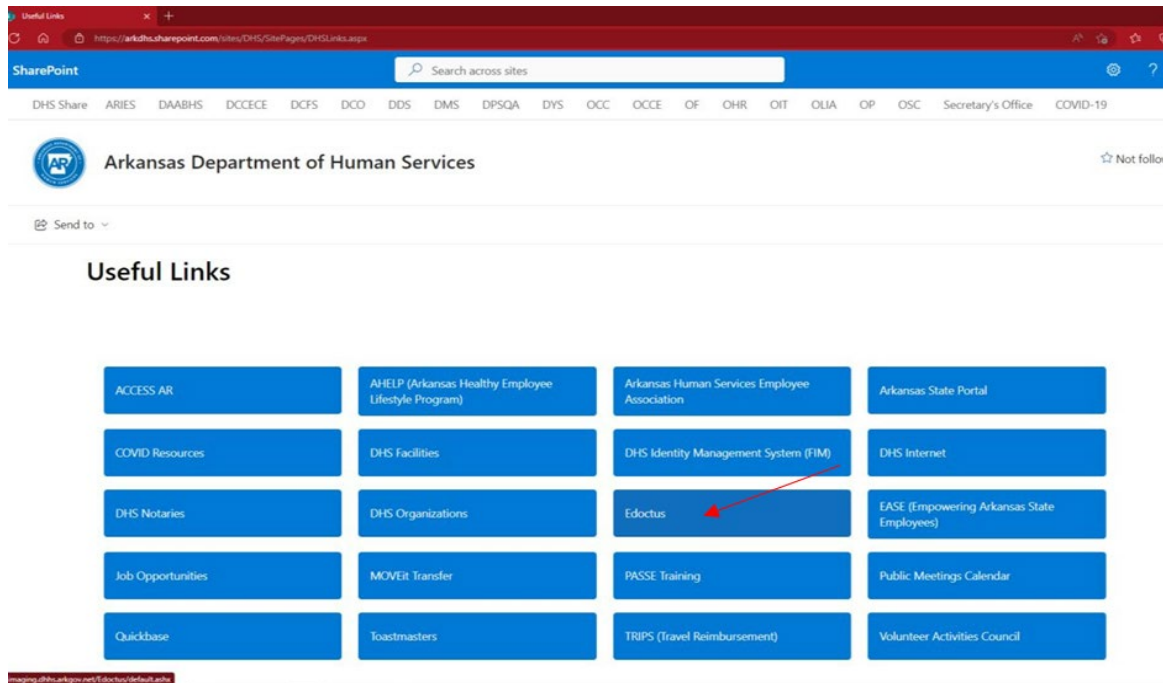 Useful Links
https://arkdhs.sharepoint.com/sites/DHS/SitePages/DHSLinks.aspx
SharePoint
Search across sites
?
DHS Share ARIES DAABHS DCCECE DCFS DCO DDS DMS DPSQA DYS OCC OCCE OF OHR OIT OLIA OP OSC Secretary's Office COVID-19
AR
Arkansas Department of Human Services
Not follo
Send to
Useful Links
ACCESS AR
AHELP (Arkansas Healthy Employee
Lifestyle Program)
Arkansas Human Services Employee
Association
Arkansas State Portal
COVID Resources
DHS Facilities
DHS Identity Management System (FIM)
DHS Internet
DHS Notaries
DHS Organizations
Edoctus
EASE (Empowering Arkansas State
Employees)
Job Opportunities
MOVEit Transfer
PASSE Training
Public Meetings Calendar
Quickbase
Toastmasters
TRIPS (Travel Reimbursement)
Volunteer Activities Council
imaging.dhhs.arkgov.net/Edoctus/default.ashx